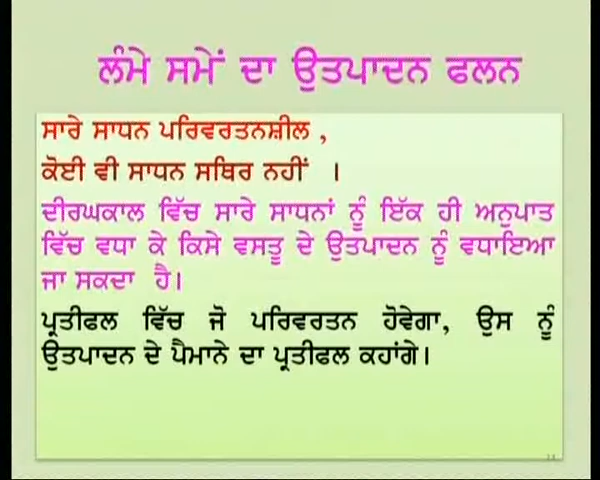 ਲੰਮੇ ਸਮੇਂ ਦਾ ਉਤਪਾਦਨ ਫਲਨ
ਸਾਰੇ ਸਾਧਨ ਪਰਿਵਰਤਨਸ਼ੀਲ ,
ਕੋਈ ਵੀ ਸਾਧਨ ਸਥਿਰ ਨਹੀਂ ।
ਦੀਰਘਕਾਲ ਵਿੱਚ ਸਾਰੇ ਸਾਧਨਾਂ ਨੂੰ ਇੱਕ ਹੀ ਅਨੁਪਾਤ
ਵਿੱਚ ਵਧਾ ਕੇ ਕਿਸੇ ਵਸਤੂ ਦੇ ਉਤਪਾਦਨ ਨੂੰ ਵਧਾਇਆ
ਜਾ ਸਕਦਾ ਹੈ।
ਪ੍ਰਤੀਫਲ ਵਿੱਚ ਜੋ ਪਰਿਵਰਤਨ ਹੋਵੇਗਾ, ਉਸ ਨੂੰ
ਉਤਪਾਦਨ ਦੇ ਪੈਮਾਨੇ ਦਾ ਪ੍ਰਤੀਫਲ ਕਹਾਂਗੇ।